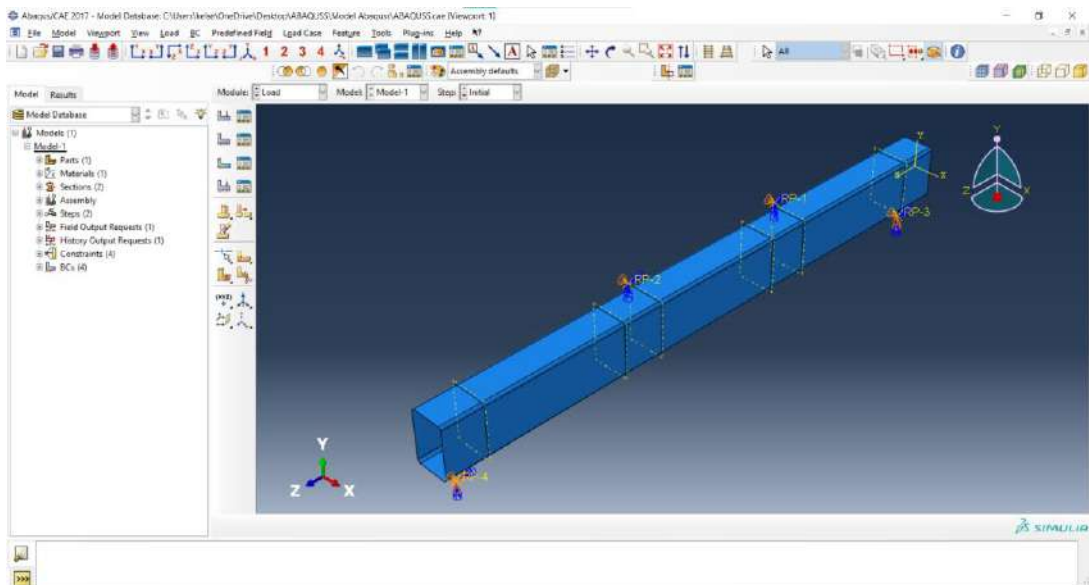 Abaqus/CAE 2017 - Model Database: C:\Users\kelse\OneDrive\Desktop\ABAQUSS\Model Abaquss\ABAQUSS.cae [Viewport: 1]
File Model Viewport View Load BC Predefined Field Load Case Feature Tools Plug-ins Help
1 2 3 4 All
Assembly defaults
Model Results Module: Load Model: Model-1 Step: Initial
Model Database
Models (1)
Model-1
Parts (1)
Materials (1)
Sections (2)
Assembly
Steps (2)
Field Output Requests (1)
History Output Requests (1)
Constraints (4)
BCs (4)
(XYZ)
Y
Y
X
Z
X
RP-1
RP-3
RP-2
Y
Z X
SIMULIA
>>>